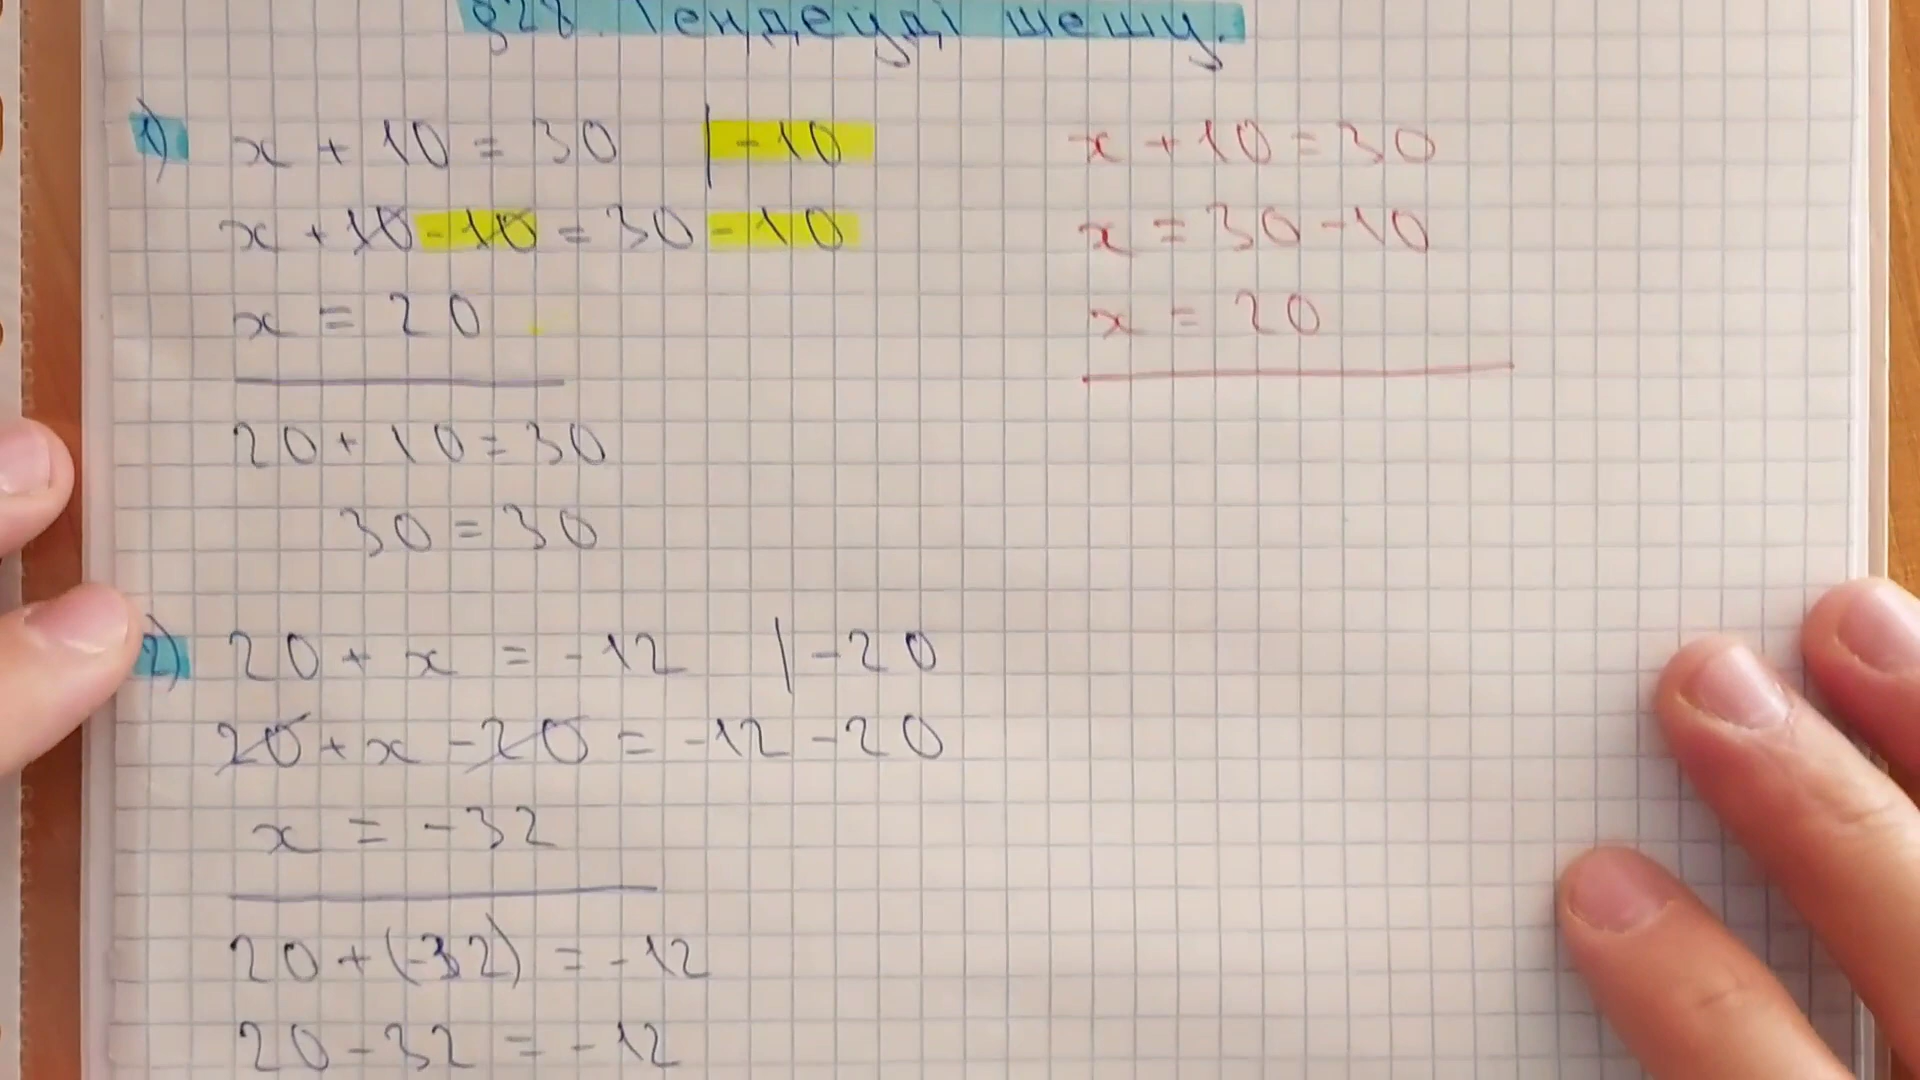 §28. Теңдеуді шешу.
1) x + 10 = 30 | -10
x + 10 - 10 = 30 - 10
x = 20
20 + 10 = 30
30 = 30
x + 10 = 30
x = 30 - 10
x = 20
2) 20 + x = -12 | -20
20 + x - 20 = -12 - 20
x = -32
20 + (-32) = -12
20 - 32 = -12